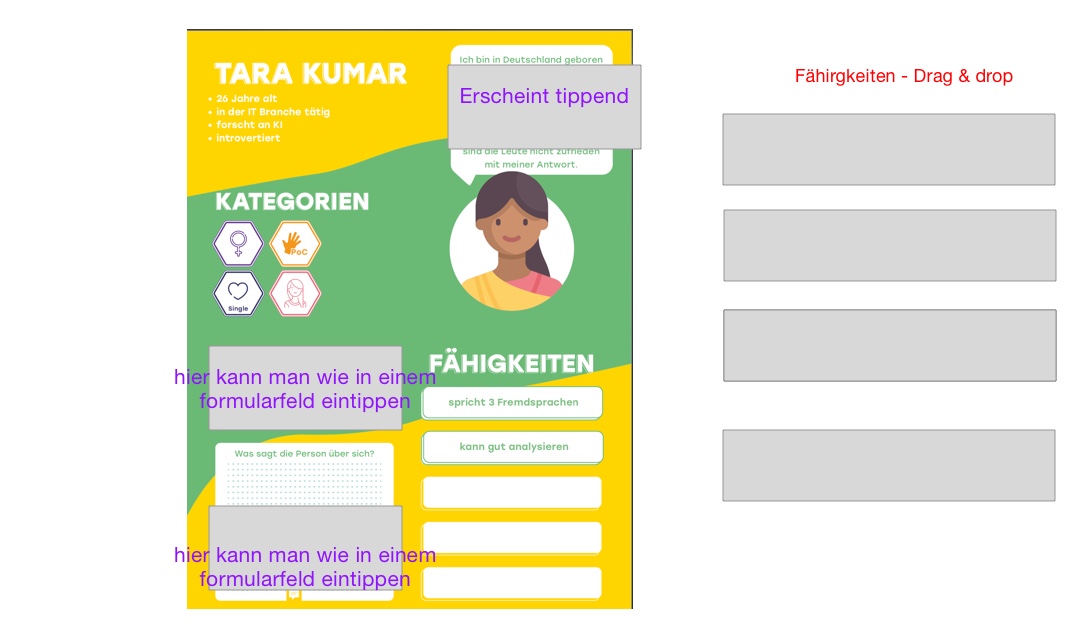 TARA KUMAR
• 26 Jahre alt
• in der IT Branche tätig
• forscht an KI
• introvertiert
Ich bin in Deutschland geboren
Erscheint tippend
sind die Leute nicht zufrieden
mit meiner Antwort.
KATEGORIEN
PoC
Single
hier kann man wie in einem
formularfeld eintippen
Was sagt die Person über sich?
hier kann man wie in einem
formularfeld eintippen
FÄHIGKEITEN
spricht 3 Fremdsprachen
kann gut analysieren
Fähirgkeiten - Drag & drop